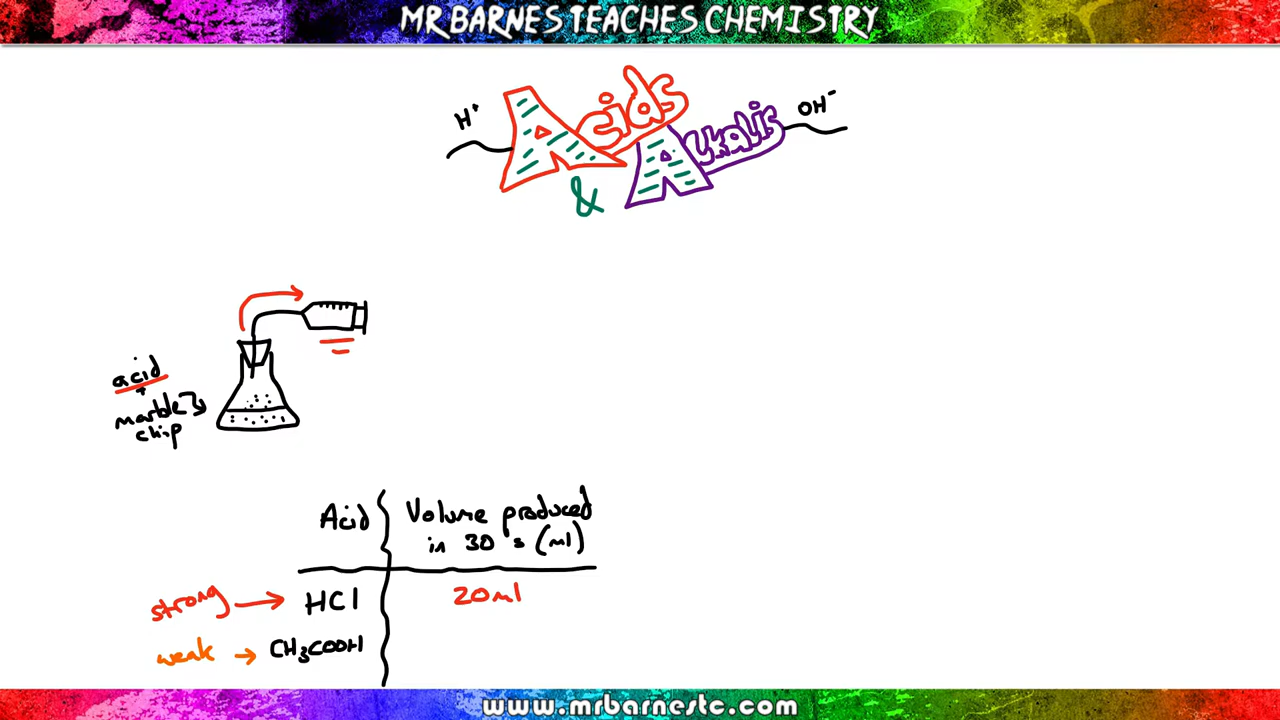 MR BARNES TEACHES CHEMISTRY
H⁺
Acids
OH⁻
& Alkalis
acid
+
marble
chip
Acid
Volume produced
in 30 s (ml)
strong → HCl 20ml
weak → CH₃COOH
www.mrbarnestc.com